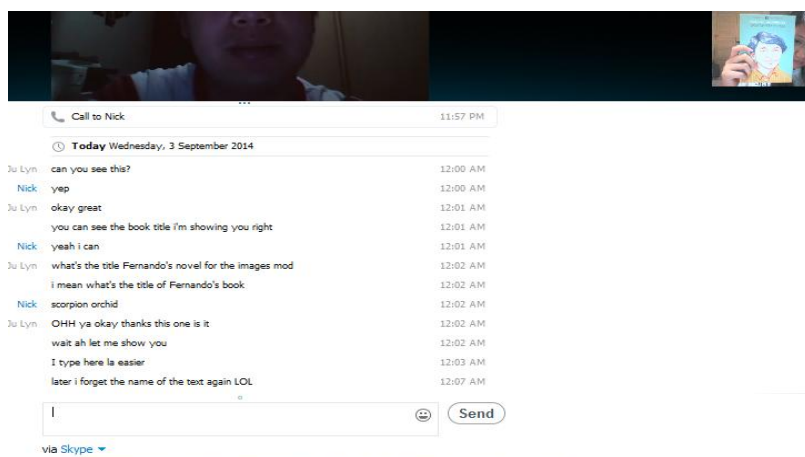 Call to Nick 11:57 PM
Today Wednesday, 3 September 2014
Ju Lyn can you see this? 12:00 AM
Nick yep 12:00 AM
Ju Lyn okay great 12:01 AM
you can see the book title i'm showing you right 12:01 AM
Nick yeah i can 12:01 AM
Ju Lyn what's the title Fernando's novel for the images mod 12:02 AM
i mean what's the title of Fernando's book 12:02 AM
Nick scorpion orchid 12:02 AM
Ju Lyn OHH ya okay thanks this one is it 12:02 AM
wait ah let me show you 12:02 AM
I type here la easier 12:03 AM
later i forget the name of the text again LOL 12:07 AM
Send
via Skype